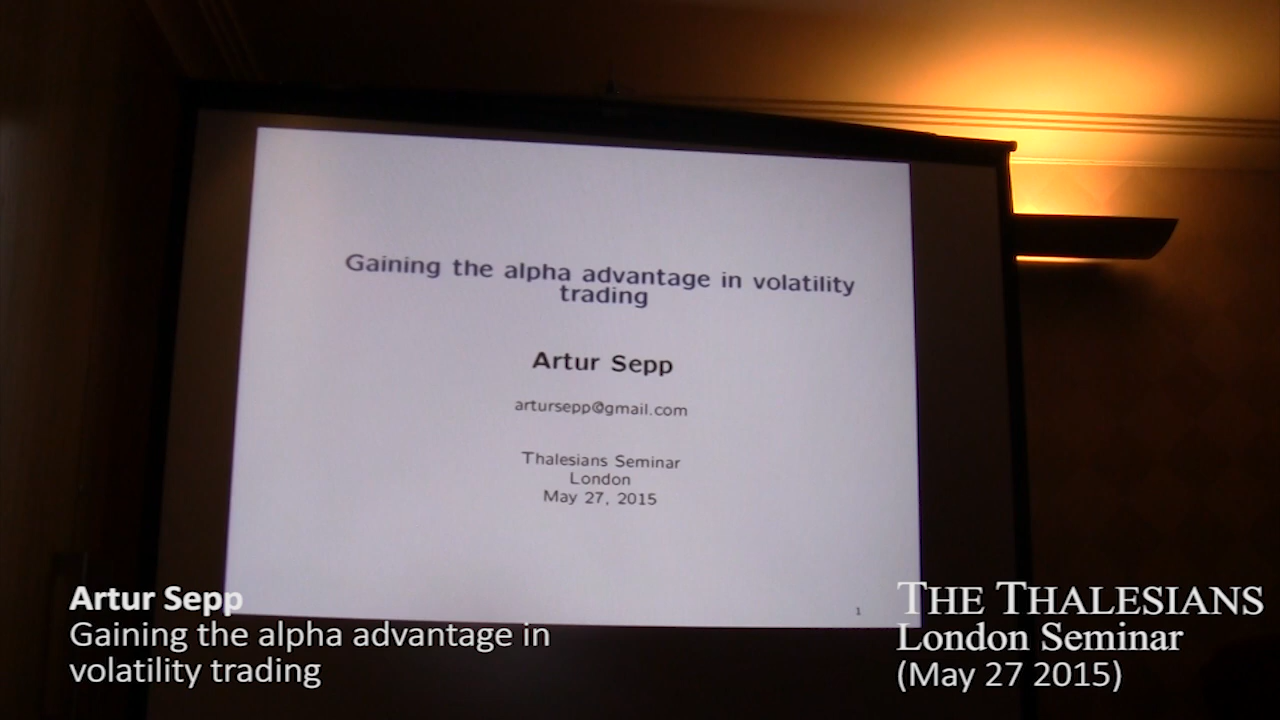 Gaining the alpha advantage in volatility
trading
Artur Sepp
artursepp@gmail.com
Thalesians Seminar
London
May 27, 2015
1
Artur Sepp
Gaining the alpha advantage in
volatility trading
THE THALESIANS
London Seminar
(May 27 2015)